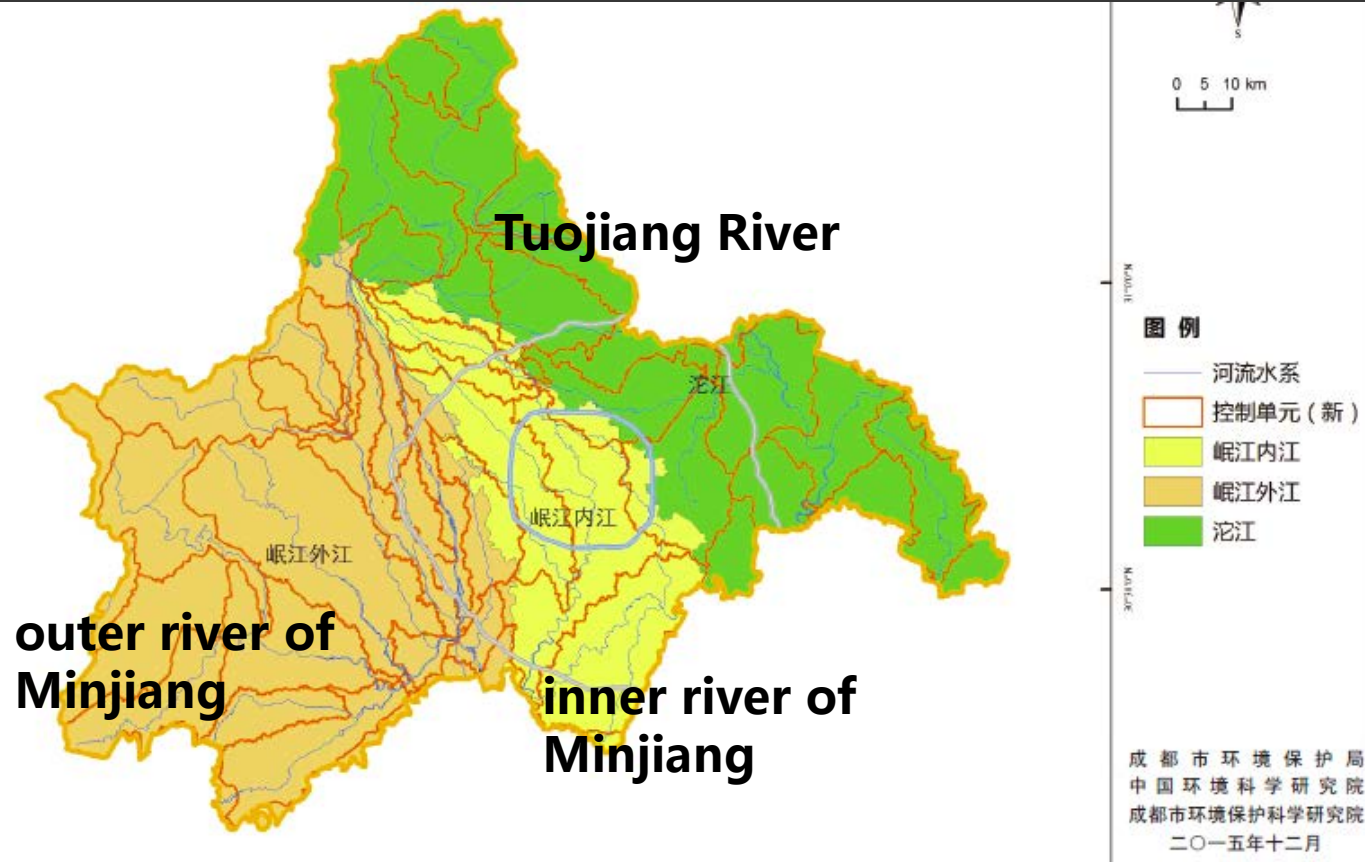 S
0 5 10 km
Tuojiang River
沱江
岷江内江
岷江外江
outer river of
Minjiang
inner river of
Minjiang
图 例
河流水系
控制单元（新）
岷江内江
岷江外江
沱江
成都市环境保护局
中国环境科学研究院
成都市环境保护科学研究院
二〇一五年十二月